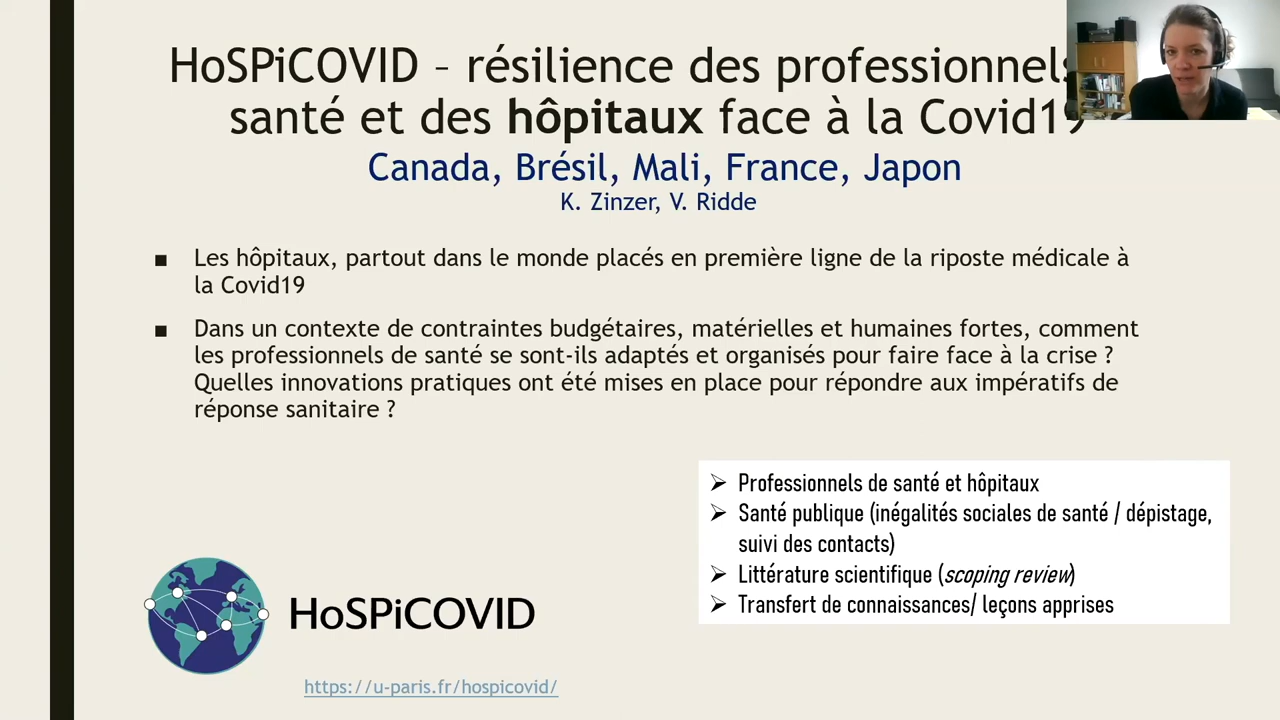 HoSPiCOVID – résilience des professionnels
santé et des hôpitaux face à la Covid19
Canada, Brésil, Mali, France, Japon
K. Zinzer, V. Ridde
■ Les hôpitaux, partout dans le monde placés en première ligne de la riposte médicale à
la Covid19
■ Dans un contexte de contraintes budgétaires, matérielles et humaines fortes, comment
les professionnels de santé se sont-ils adaptés et organisés pour faire face à la crise ?
Quelles innovations pratiques ont été mises en place pour répondre aux impératifs de
réponse sanitaire ?
➢ Professionnels de santé et hôpitaux
➢ Santé publique (inégalités sociales de santé / dépistage,
suivi des contacts)
➢ Littérature scientifique (scoping review)
➢ Transfert de connaissances/ leçons apprises
HoSPiCOVID
https://u-paris.fr/hospicovid/